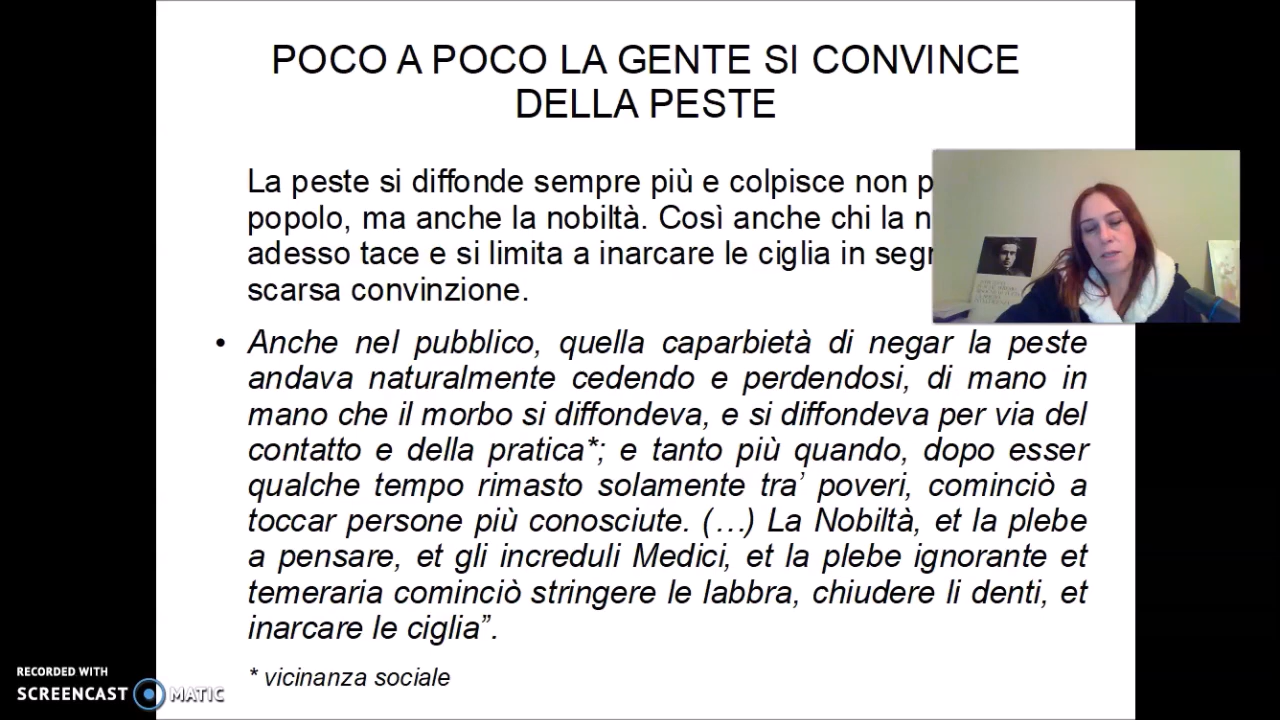 POCO A POCO LA GENTE SI CONVINCE
DELLA PESTE
La peste si diffonde sempre più e colpisce non p
popolo, ma anche la nobiltà. Così anche chi la n
adesso tace e si limita a inarcare le ciglia in segr
scarsa convinzione.
• Anche nel pubblico, quella caparbietà di negar la peste
andava naturalmente cedendo e perdendosi, di mano in
mano che il morbo si diffondeva, e si diffondeva per via del
contatto e della pratica*; e tanto più quando, dopo esser
qualche tempo rimasto solamente tra’ poveri, cominciò a
toccar persone più conosciute. (…) La Nobiltà, et la plebe
a pensare, et gli increduli Medici, et la plebe ignorante et
temeraria cominciò stringere le labbra, chiudere li denti, et
inarcare le ciglia”.
* vicinanza sociale
RECORDED WITH
SCREENCAST MATIC